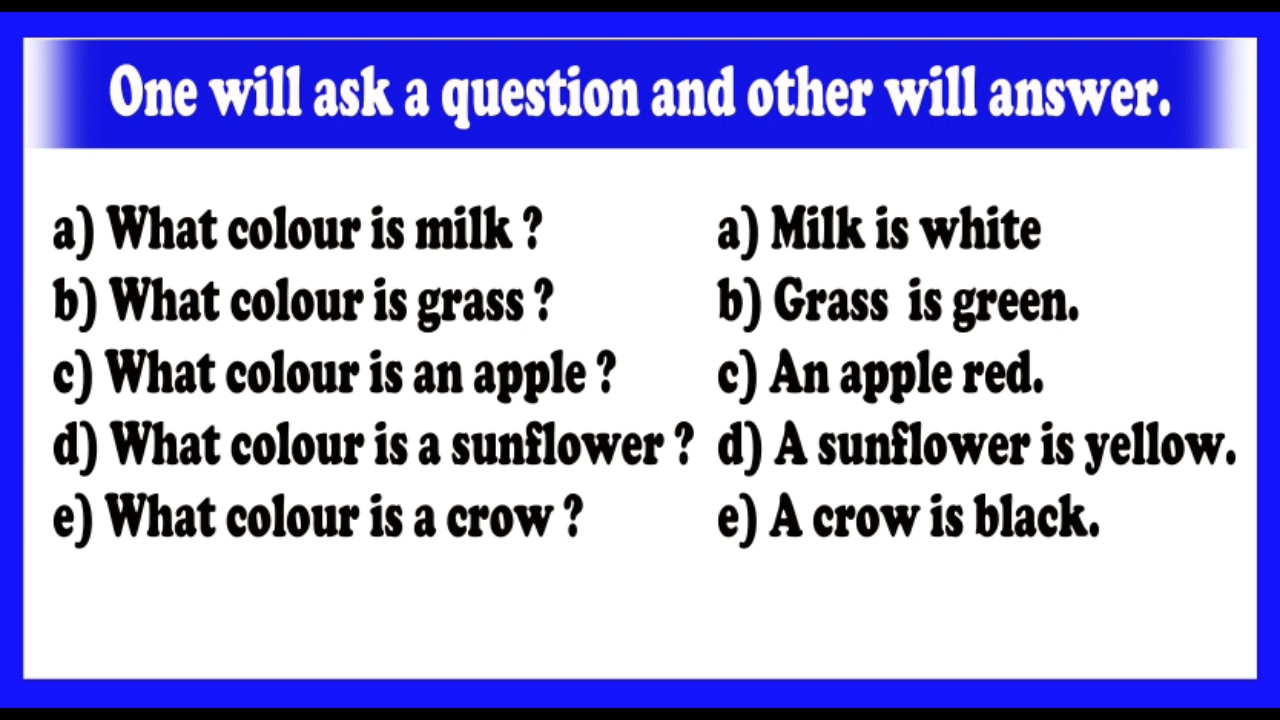 One will ask a question and other will answer.
a) What colour is milk ? a) Milk is white
b) What colour is grass ? b) Grass is green.
c) What colour is an apple ? c) An apple red.
d) What colour is a sunflower ? d) A sunflower is yellow.
e) What colour is a crow ? e) A crow is black.